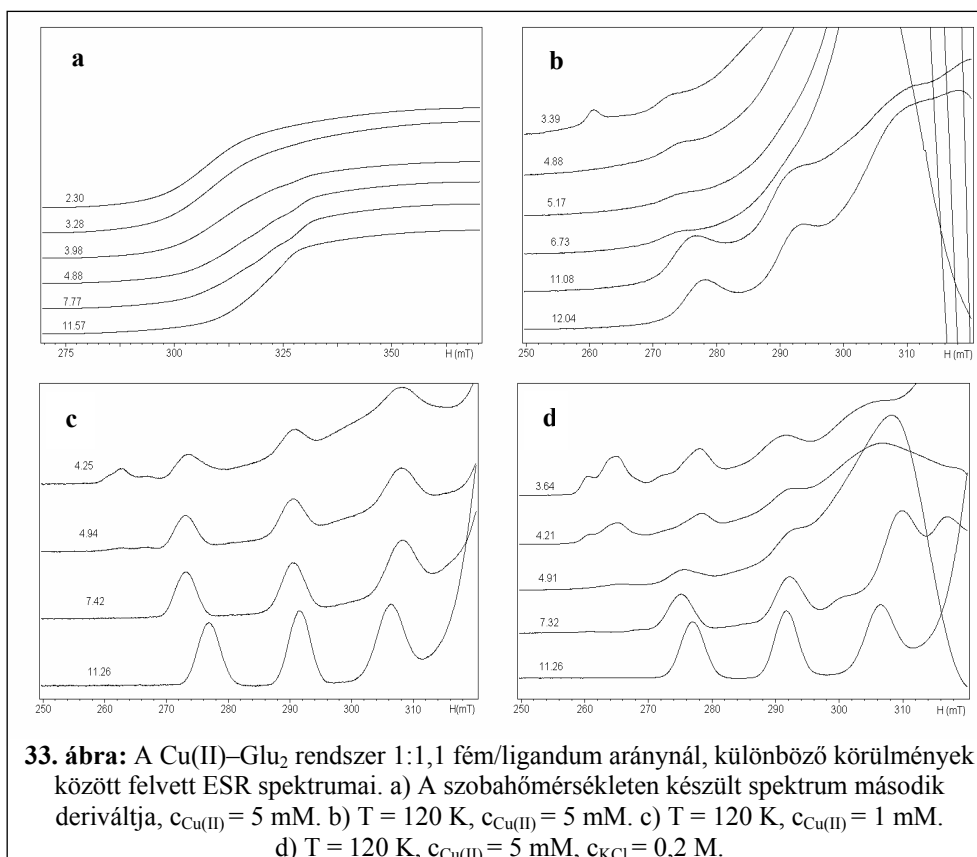 a
2.30
3.28
3.98
4.88
7.77
11.57
275 300 325 350 H (mT)
b
3.39
4.88
5.17
6.73
11.08
12.04
250 260 270 280 290 300 310 H (mT)
c
4.25
4.94
7.42
11.26
250 260 270 280 290 300 310 H(mT)
d
3.64
4.21
4.91
7.32
11.26
250 260 270 280 290 300 310 H(mT)
33. ábra: A Cu(II)–Glu₂ rendszer 1:1,1 fém/ligandum aránynál, különböző körülmények
között felvett ESR spektrumai. a) A szobahőmérsékleten készült spektrum második
deriváltja, c_Cu(II) = 5 mM. b) T = 120 K, c_Cu(II) = 5 mM. c) T = 120 K, c_Cu(II) = 1 mM.
d) T = 120 K, c_Cu(II) = 5 mM, c_KCl = 0,2 M.